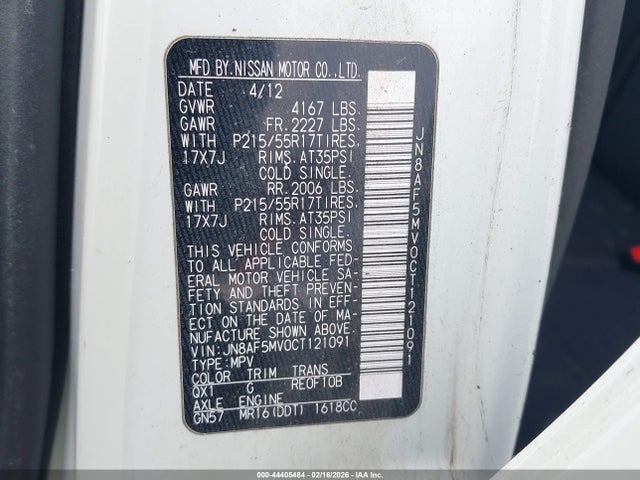 MFD BY.NISSAN MOTOR CO.,LTD.
DATE 4/12
GVWR 4167 LBS.
GAWR FR.2227 LBS.
WITH P215/55R17TIRES.
17X7J RIMS.AT35PSI
COLD SINGLE.
GAWR RR.2006 LBS.
WITH P215/55R17TIRES.
17X7J RIMS.AT35PSI
COLD SINGLE.
THIS VEHICLE CONFORMS
TO ALL APPLICABLE FED-
ERAL MOTOR VEHICLE SA-
FETY AND THEFT PREVEN-
TION STANDARDS IN EFF-
ECT ON THE DATE OF MA-
NUFACTURE SHOWN ABOVE.
VIN:JN8AF5MV0CT121091
TYPE:MPV
COLOR TRIM TRANS
QX1 G RE0F10B
AXLE ENGINE
GN57 MR16(DDT) 1618CC
JN8AF5MV0CT121091
000-44405484 - 02/16/2026 - IAA Inc.